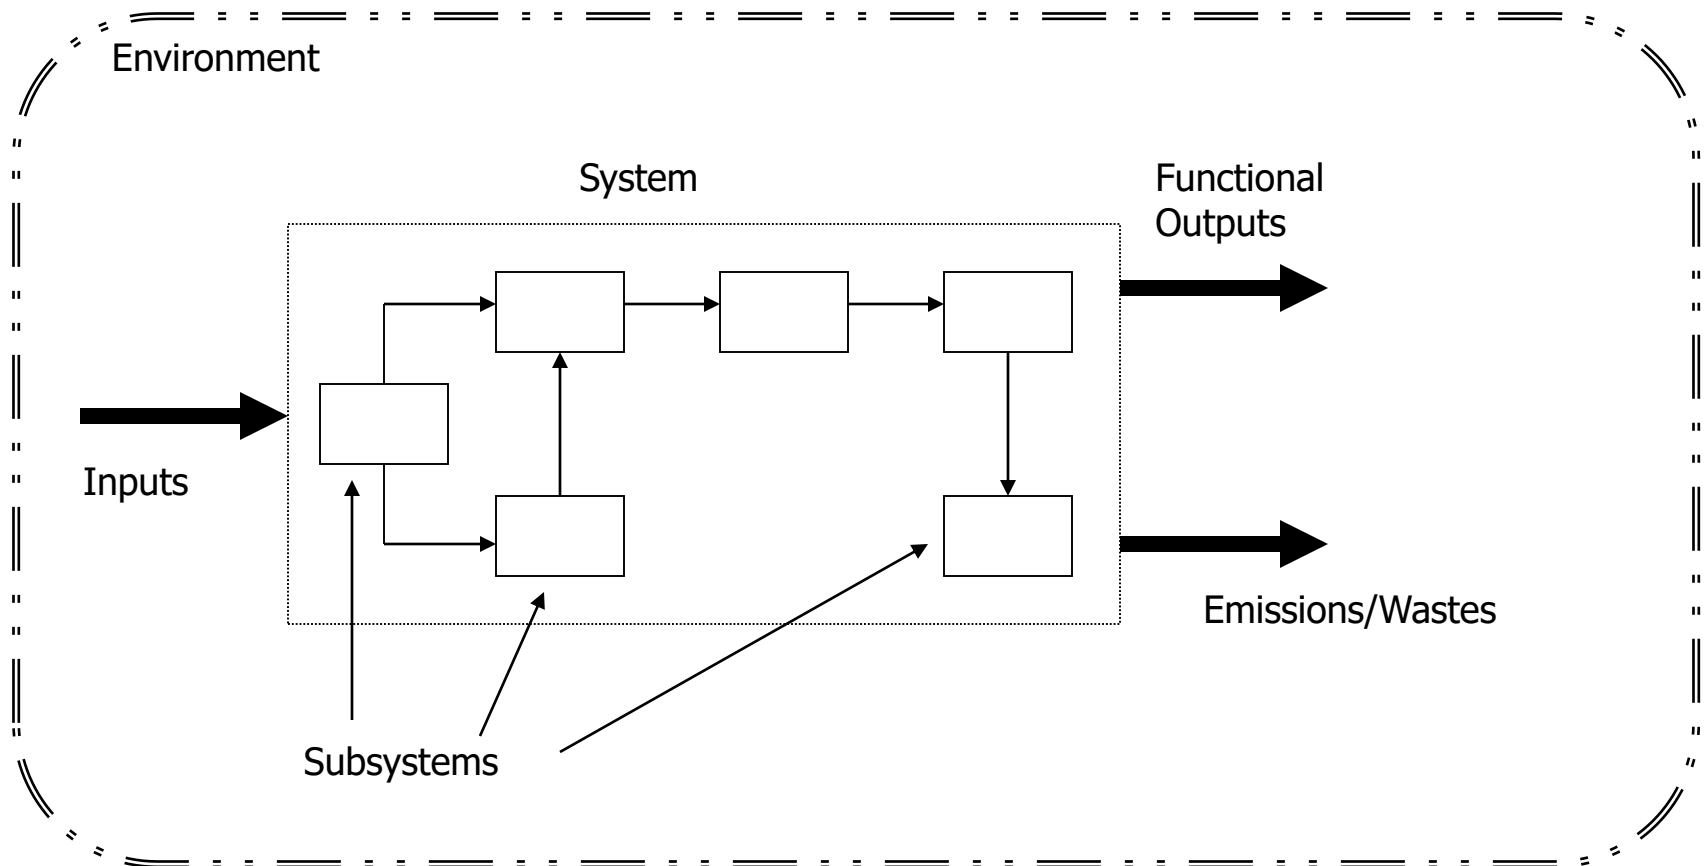 Environment
System
Functional
Outputs
Inputs
Emissions/Wastes
Subsystems